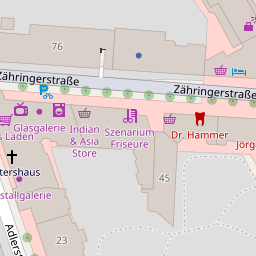 76
Zähringerstraße
Zähringerstraße
Glasgalerie
s Laden
Indian
& Asia
Store
Szenarium
Friseure
Dr. Hammer
Jörg
tershaus
stallgalerie
45
23
Adlers